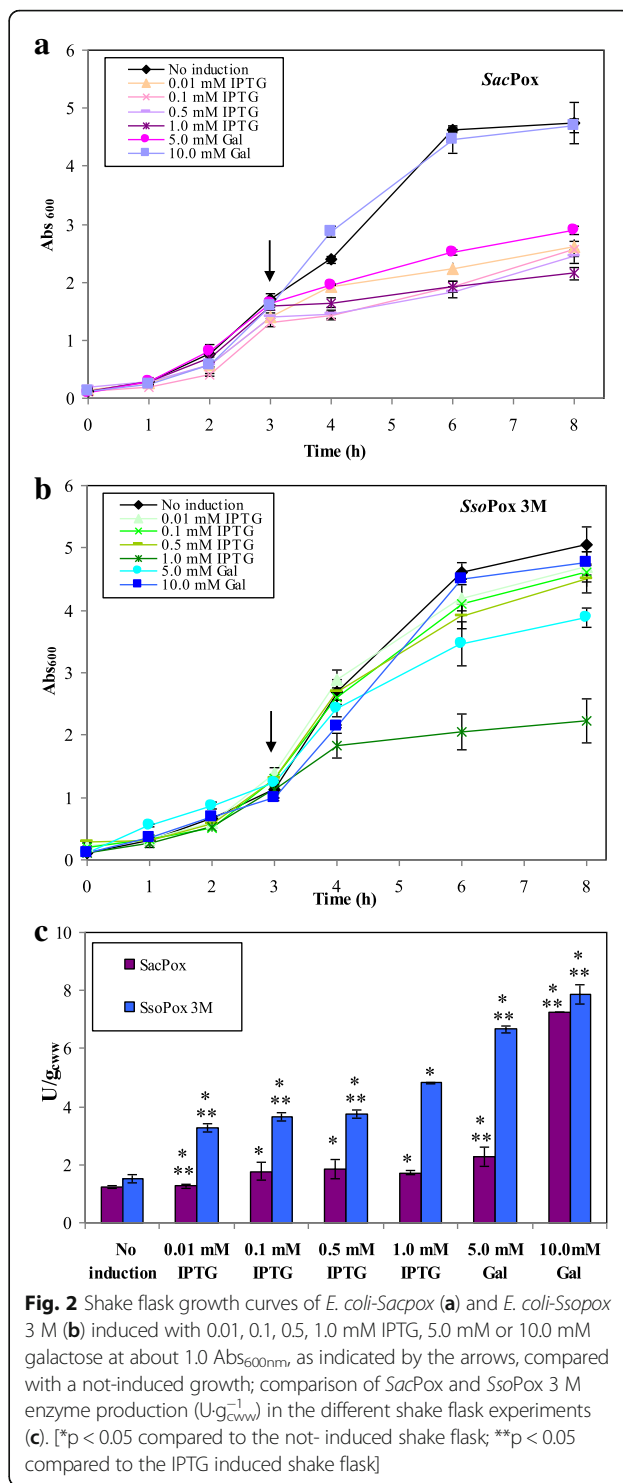 a
SacPox
No induction
0.01 mM IPTG
0.1 mM IPTG
0.5 mM IPTG
1.0 mM IPTG
5.0 mM Gal
10.0 mM Gal
6
5
4
3
2
1
0
Abs 600
0 1 2 3 4 5 6 7 8
Time (h)
b
SsoPox 3M
No induction
0.01 mM IPTG
0.1 mM IPTG
0.5 mM IPTG
1.0 mM IPTG
5.0 mM Gal
10.0 mM Gal
6
5
4
3
2
1
0
Abs600
0 1 2 3 4 5 6 7 8
Time (h)
c
SacPox
SsoPox 3M
10
8
6
4
2
0
U/gcww
* ** * ** * * ** * * ** * * * ** * ** * ** * **
No induction
0.01 mM IPTG
0.1 mM IPTG
0.5 mM IPTG
1.0 mM IPTG
5.0 mM Gal
10.0mM Gal
Fig. 2 Shake flask growth curves of E. coli-Sacpox (a) and E. coli-Ssopox
3 M (b) induced with 0.01, 0.1, 0.5, 1.0 mM IPTG, 5.0 mM or 10.0 mM
galactose at about 1.0 Abs600nm, as indicated by the arrows, compared
with a not-induced growth; comparison of SacPox and SsoPox 3 M
enzyme production (U·g−1cww) in the different shake flask experiments
(c). [*p < 0.05 compared to the not- induced shake flask; **p < 0.05
compared to the IPTG induced shake flask]